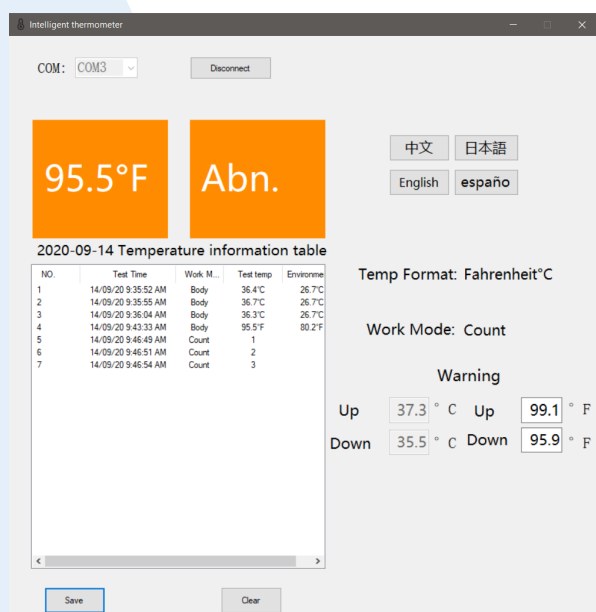 Intelligent thermometer
COM: COM3 Disconnect
95.5°F Abn.
中文 日本語
English españo
2020-09-14 Temperature information table
NO. Test Time Work M... Test temp Environme
1 14/09/20 9:35:52 AM Body 36.4°C 26.7°C
2 14/09/20 9:35:55 AM Body 36.7°C 26.7°C
3 14/09/20 9:36:04 AM Body 36.3°C 26.7°C
4 14/09/20 9:43:33 AM Body 95.5°F 80.2°F
5 14/09/20 9:46:49 AM Count 1
6 14/09/20 9:46:51 AM Count 2
7 14/09/20 9:46:54 AM Count 3
Temp Format: Fahrenheit°C
Work Mode: Count
Warning
Up 37.3 ° C Up 99.1 ° F
Down 35.5 ° C Down 95.9 ° F
Save Clear